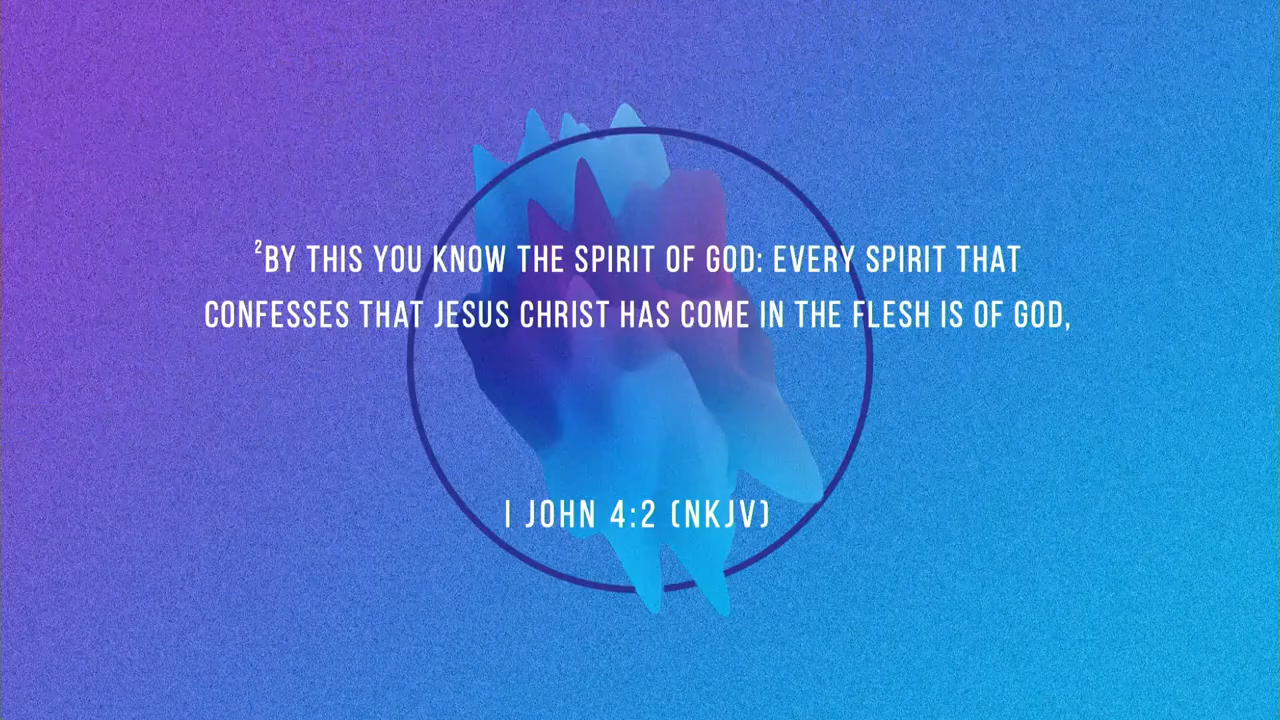 ²BY THIS YOU KNOW THE SPIRIT OF GOD: EVERY SPIRIT THAT
CONFESSES THAT JESUS CHRIST HAS COME IN THE FLESH IS OF GOD,
I JOHN 4:2 (NKJV)